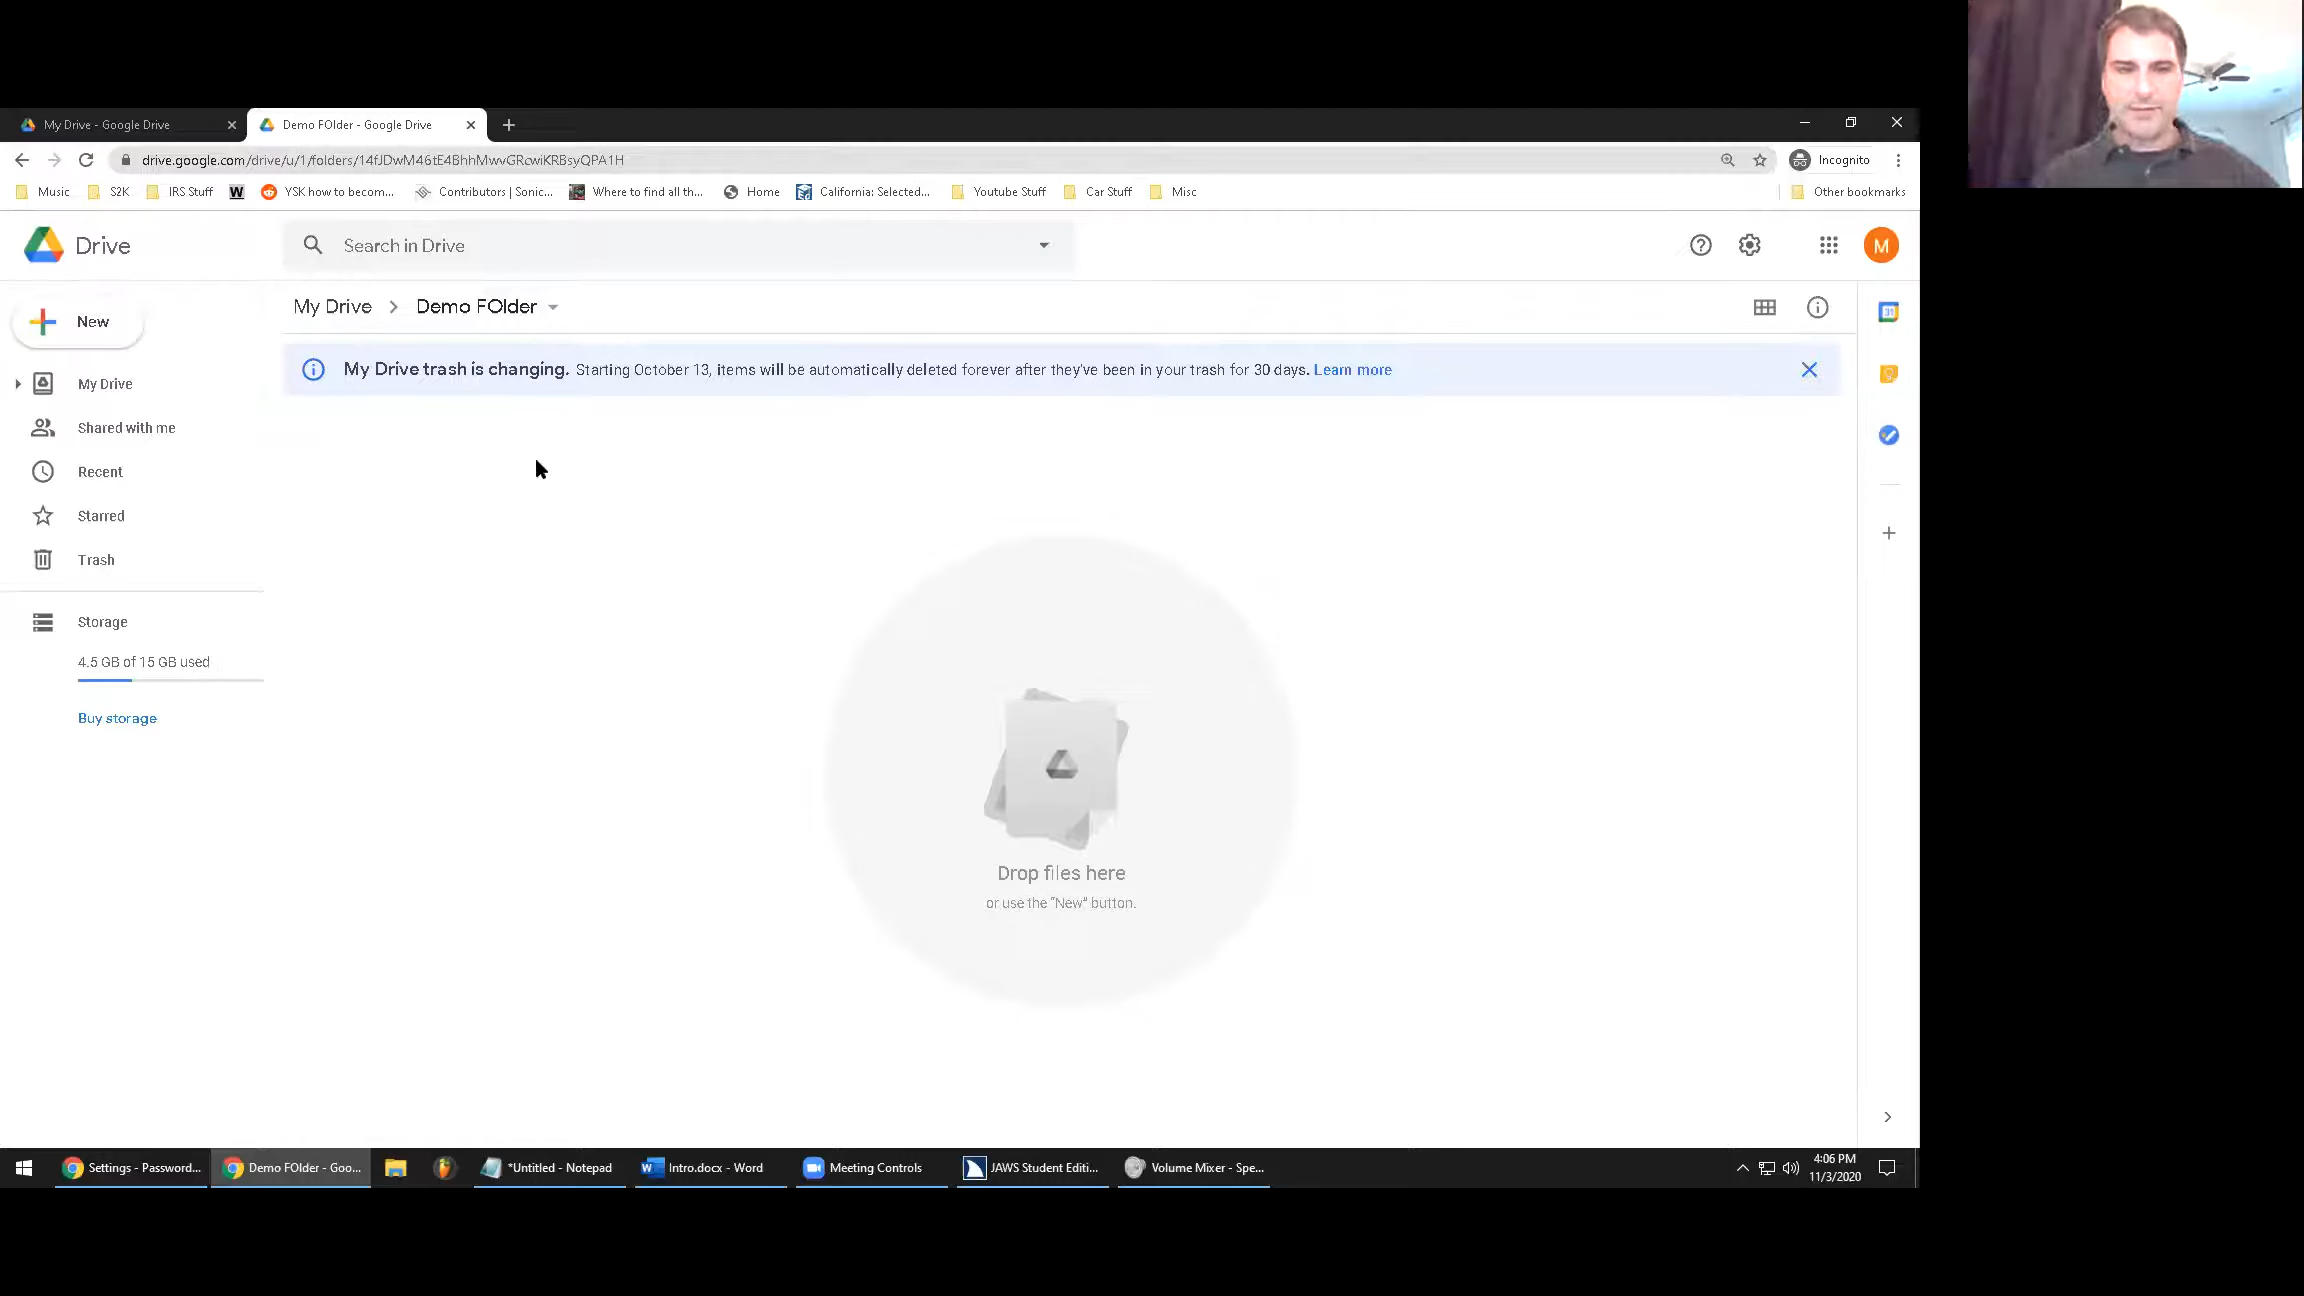 My Drive - Google Drive
Demo FOlder - Google Drive
drive.google.com/drive/u/1/folders/14fJDwM46tE4BhhMwvGRcwiKRBsyQPA1H
Incognito
Music
S2K
IRS Stuff
W
YSK how to becom...
Contributors | Sonic...
Where to find all th...
Home
California: Selected...
Youtube Stuff
Car Stuff
Misc
Other bookmarks
Drive
Search in Drive
M
New
My Drive
Demo FOlder
31
My Drive trash is changing. Starting October 13, items will be automatically deleted forever after they've been in your trash for 30 days. Learn more
My Drive
Shared with me
Recent
Starred
Trash
Storage
4.5 GB of 15 GB used
Buy storage
Drop files here
or use the "New" button.
Settings - Password...
Demo FOlder - Goo...
*Untitled - Notepad
Intro.docx - Word
Meeting Controls
JAWS Student Editi...
Volume Mixer - Spe...
4:06 PM
11/3/2020